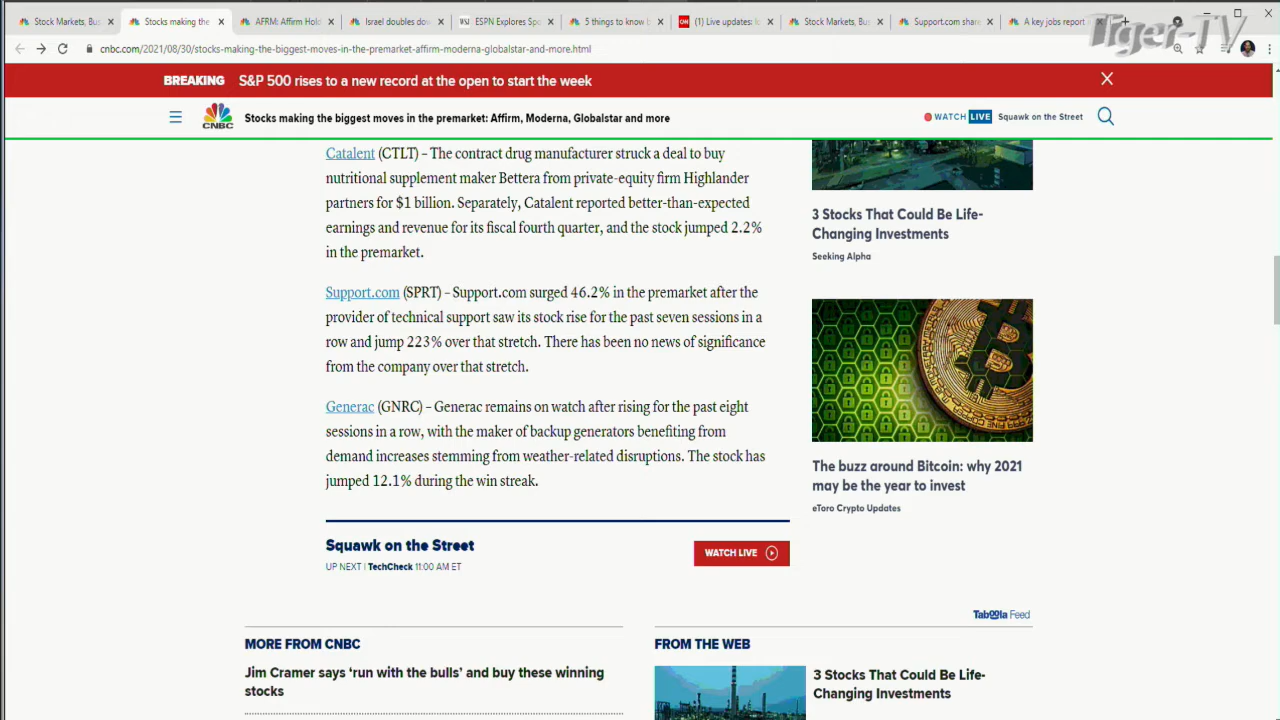 Stock Markets, Bus
Stocks making the
AFRM: Affirm Hold
Israel doubles dow
ESPN Explores Spo
5 things to know b
(1) Live updates: lo
Stock Markets, Bus
Support.com share
A key jobs report
Tiger-TV
cnbc.com/2021/08/30/stocks-making-the-biggest-moves-in-the-premarket-affirm-moderna-globalstar-and-more.html
BREAKING S&P 500 rises to a new record at the open to start the week
CNBC
Stocks making the biggest moves in the premarket: Affirm, Moderna, Globalstar and more
WATCH LIVE Squawk on the Street
Catalent (CTLT) – The contract drug manufacturer struck a deal to buy
nutritional supplement maker Bettera from private-equity firm Highlander
partners for $1 billion. Separately, Catalent reported better-than-expected
earnings and revenue for its fiscal fourth quarter, and the stock jumped 2.2%
in the premarket.
Support.com (SPRT) – Support.com surged 46.2% in the premarket after the
provider of technical support saw its stock rise for the past seven sessions in a
row and jump 223% over that stretch. There has been no news of significance
from the company over that stretch.
Generac (GNRC) – Generac remains on watch after rising for the past eight
sessions in a row, with the maker of backup generators benefiting from
demand increases stemming from weather-related disruptions. The stock has
jumped 12.1% during the win streak.
3 Stocks That Could Be Life-
Changing Investments
Seeking Alpha
The buzz around Bitcoin: why 2021
may be the year to invest
eToro Crypto Updates
Squawk on the Street
UP NEXT | TechCheck 11:00 AM ET
WATCH LIVE
Taboola Feed
MORE FROM CNBC
Jim Cramer says ‘run with the bulls’ and buy these winning
stocks
FROM THE WEB
3 Stocks That Could Be Life-
Changing Investments